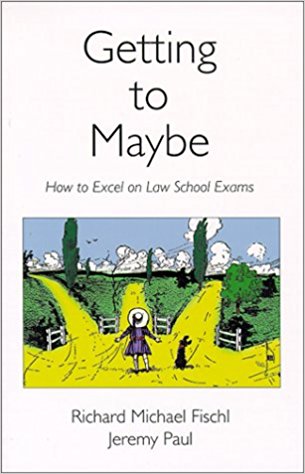 Getting
to
Maybe
How to Excel on Law School Exams
Richard Michael Fischl
Jeremy Paul